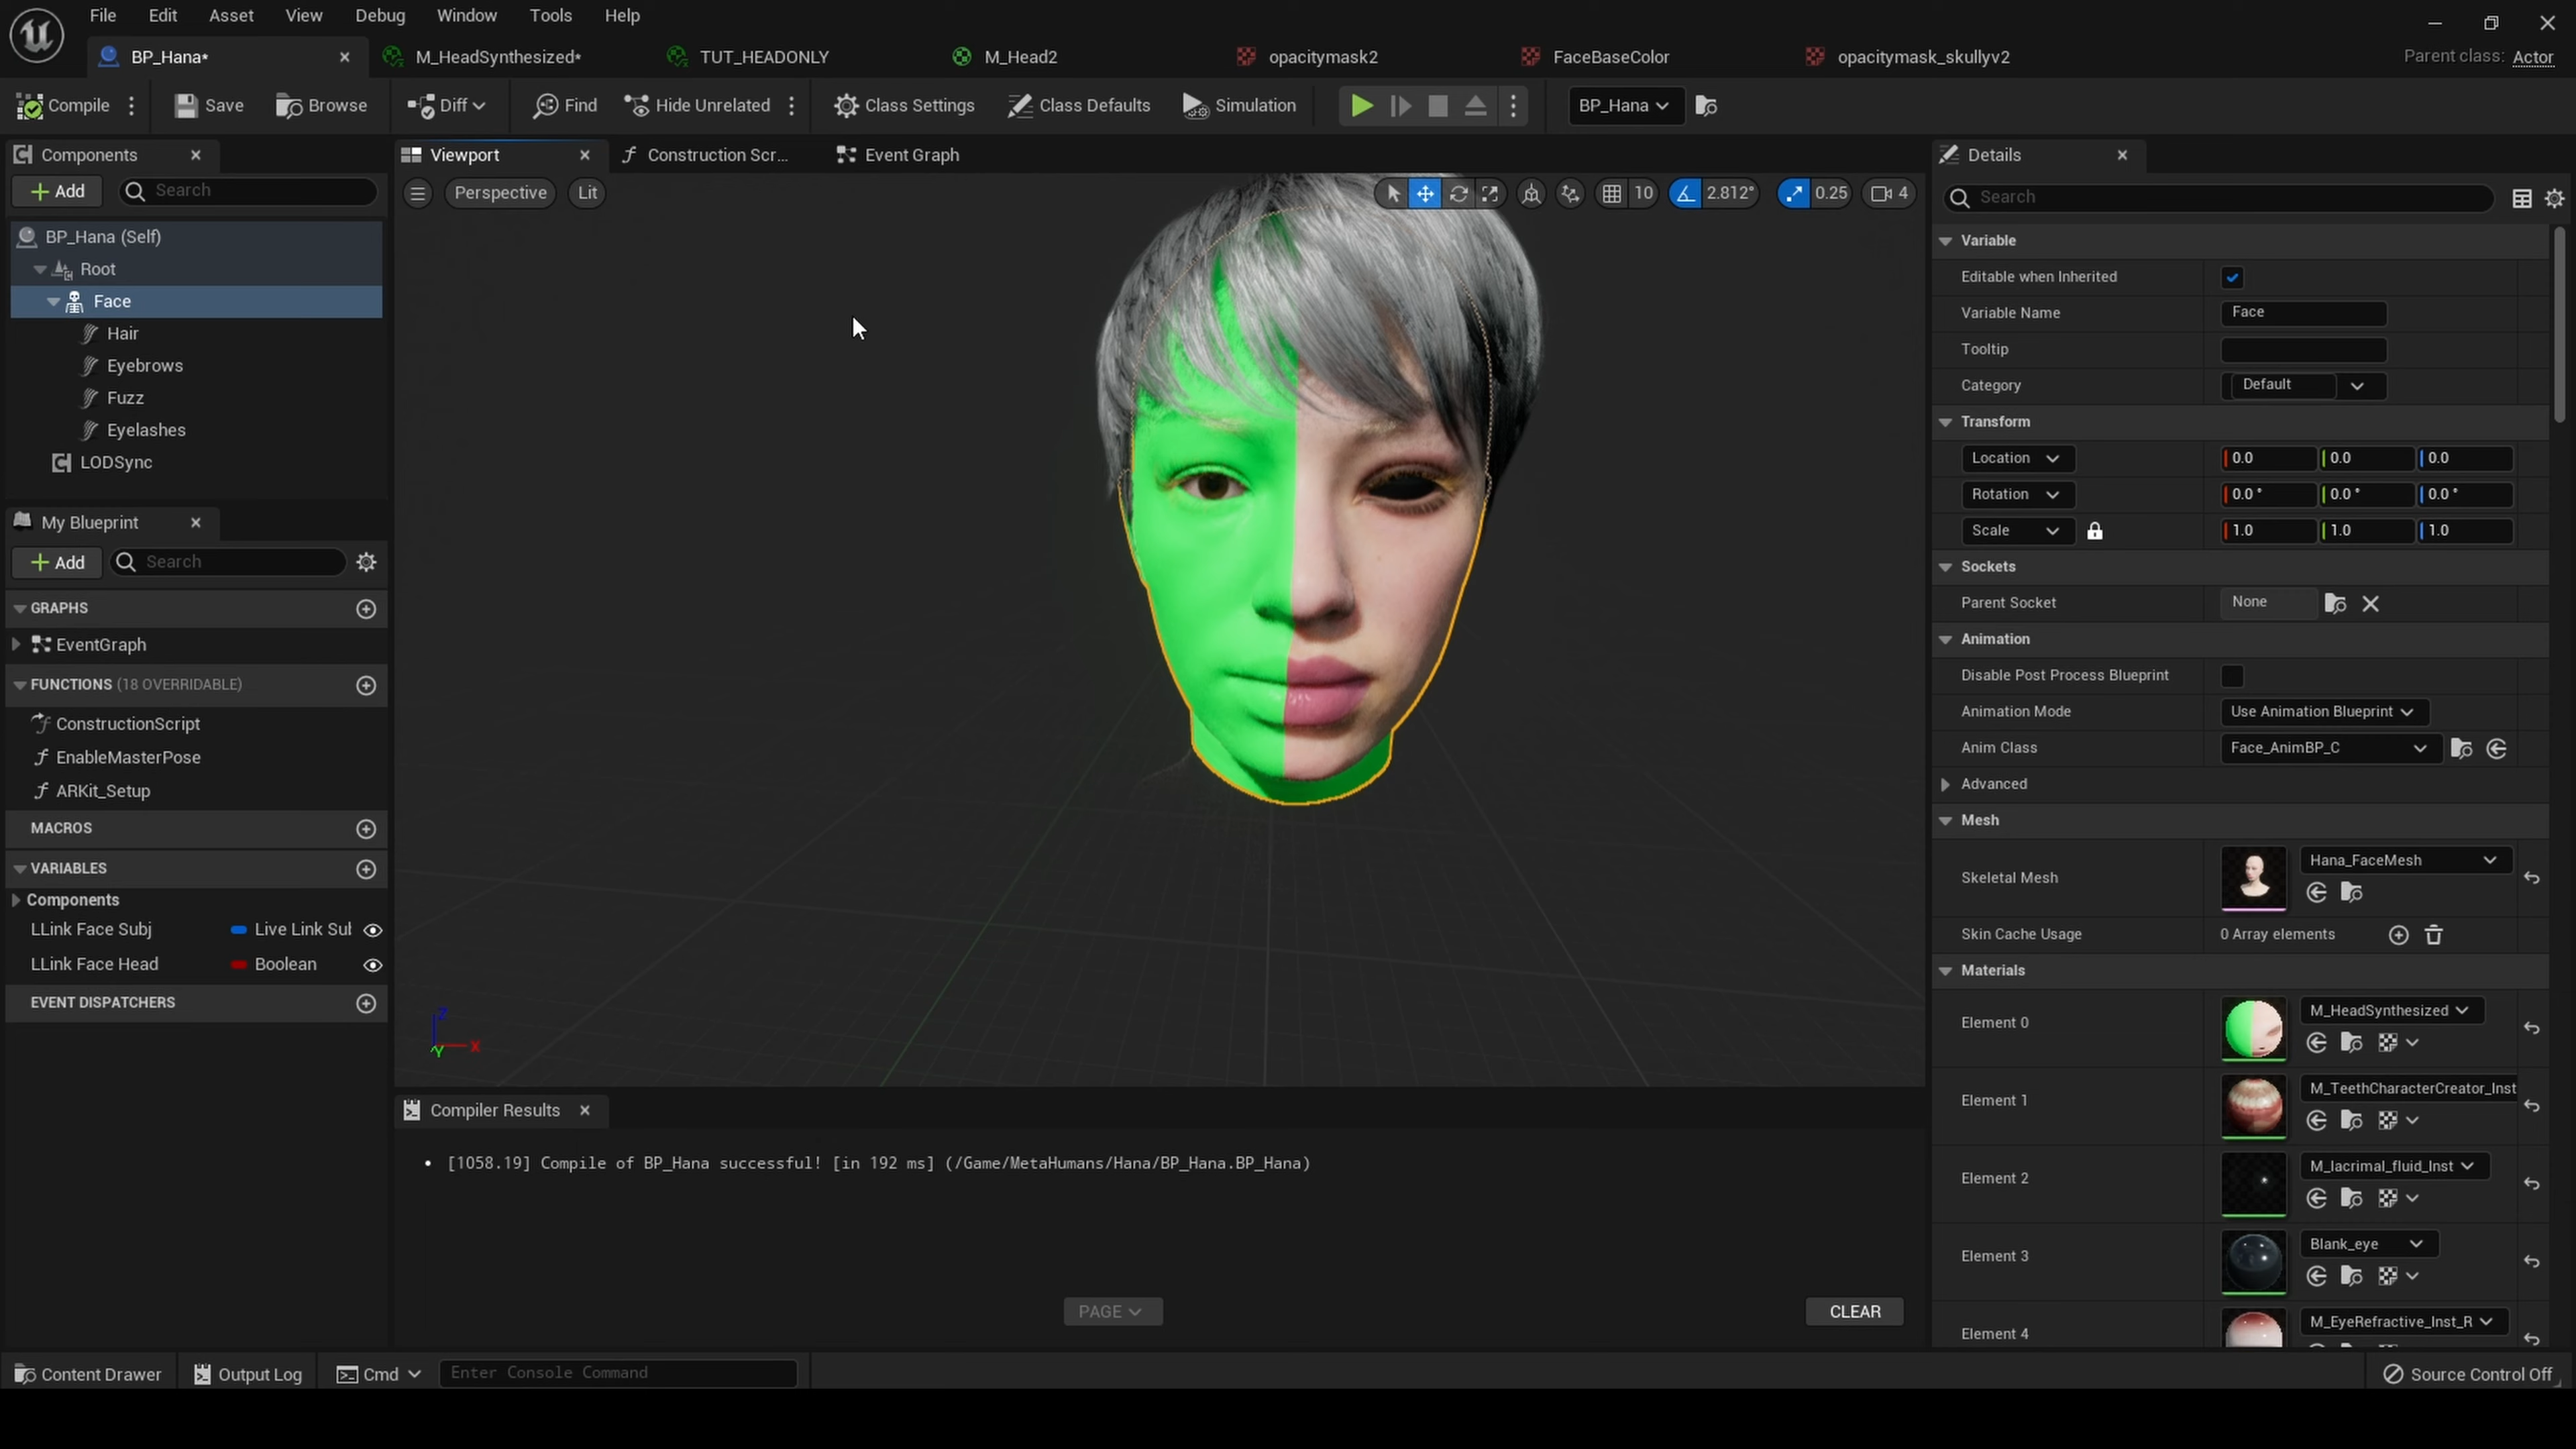 File Edit Asset View Debug Window Tools Help
BP_Hana* M_HeadSynthesized* TUT_HEADONLY M_Head2 opacitymask2 FaceBaseColor opacitymask_skullyv2 Parent class: Actor
Compile Save Browse Diff Find Hide Unrelated Class Settings Class Defaults Simulation BP_Hana
Components
Add Search
BP_Hana (Self)
Root
Face
Hair
Eyebrows
Fuzz
Eyelashes
LODSync
My Blueprint
Add Search
GRAPHS
EventGraph
FUNCTIONS (18 OVERRIDABLE)
ConstructionScript
EnableMasterPose
ARKit_Setup
MACROS
VARIABLES
Components
LLink Face Subj Live Link Sub
LLink Face Head Boolean
EVENT DISPATCHERS
Viewport Construction Scr... Event Graph
Perspective Lit 10 2.812° 0.25 4
Z
Y X
Compiler Results
• [1058.19] Compile of BP_Hana successful! [in 192 ms] (/Game/MetaHumans/Hana/BP_Hana.BP_Hana)
PAGE CLEAR
Details
Search
Variable
Editable when Inherited
Variable Name Face
Tooltip
Category Default
Transform
Location 0.0 0.0 0.0
Rotation 0.0° 0.0° 0.0°
Scale 1.0 1.0 1.0
Sockets
Parent Socket None
Animation
Disable Post Process Blueprint
Animation Mode Use Animation Blueprint
Anim Class Face_AnimBP_C
Advanced
Mesh
Skeletal Mesh Hana_FaceMesh
Skin Cache Usage 0 Array elements
Materials
Element 0 M_HeadSynthesized
Element 1 M_TeethCharacterCreator_Inst
Element 2 M_lacrimal_fluid_Inst
Element 3 Blank_eye
Element 4 M_EyeRefractive_Inst_R
Content Drawer Output Log Cmd Enter Console Command Source Control Off